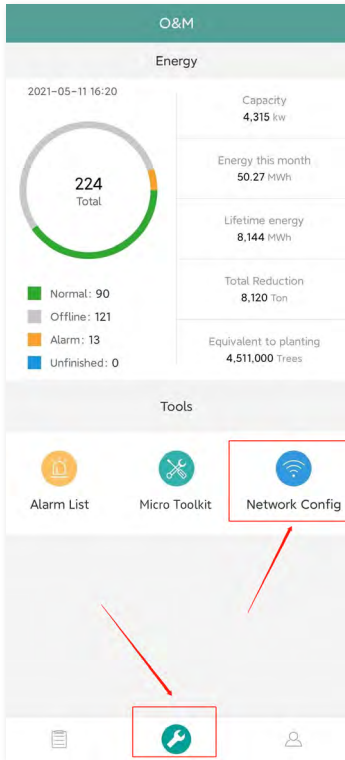 O&M
Energy
2021-05-11 16:20
224
Total
Normal: 90
Offline: 121
Alarm: 13
Unfinished: 0
Capacity
4,315 kw
Energy this month
50.27 MWh
Lifetime energy
8,144 MWh
Total Reduction
8,120 Ton
Equivalent to planting
4,511,000 Trees
Tools
Alarm List
Micro Toolkit
Network Config